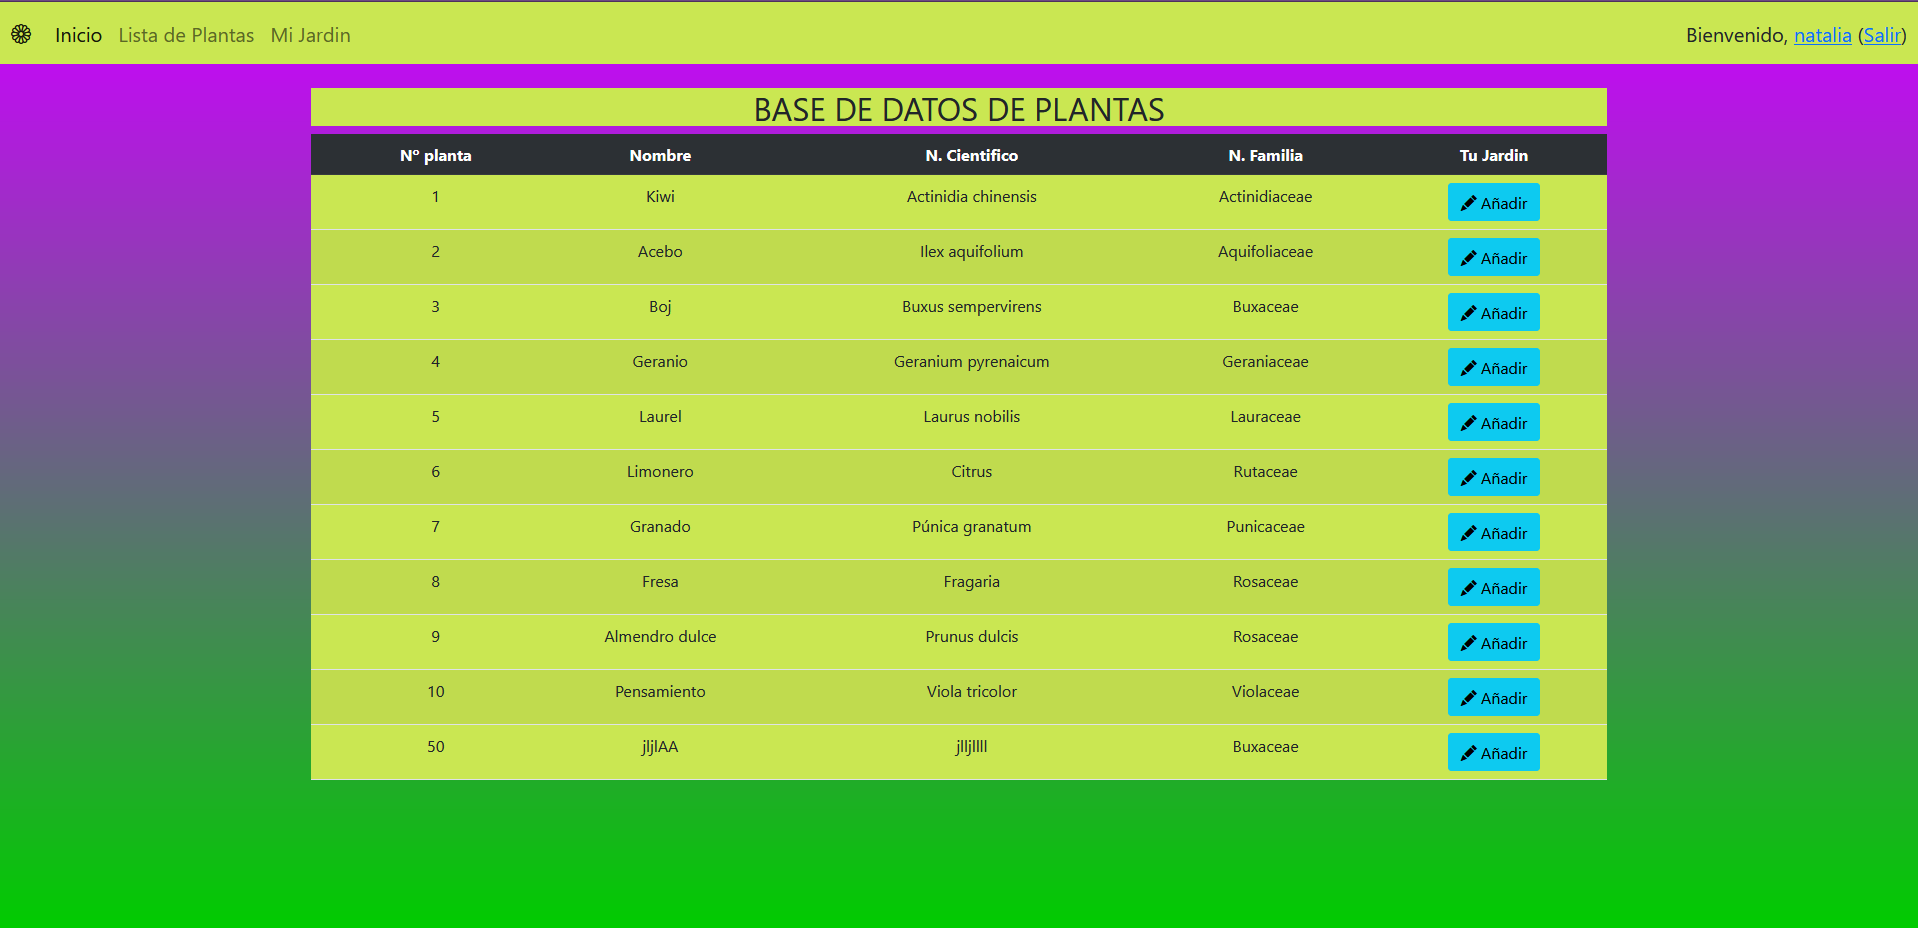 Inicio Lista de Plantas Mi Jardin Bienvenido, natalia (Salir)
BASE DE DATOS DE PLANTAS
Nº planta Nombre N. Cientifico N. Familia Tu Jardin
1 Kiwi Actinidia chinensis Actinidiaceae Añadir
2 Acebo Ilex aquifolium Aquifoliaceae Añadir
3 Boj Buxus sempervirens Buxaceae Añadir
4 Geranio Geranium pyrenaicum Geraniaceae Añadir
5 Laurel Laurus nobilis Lauraceae Añadir
6 Limonero Citrus Rutaceae Añadir
7 Granado Púnica granatum Punicaceae Añadir
8 Fresa Fragaria Rosaceae Añadir
9 Almendro dulce Prunus dulcis Rosaceae Añadir
10 Pensamiento Viola tricolor Violaceae Añadir
50 jljlAA jlljllll Buxaceae Añadir